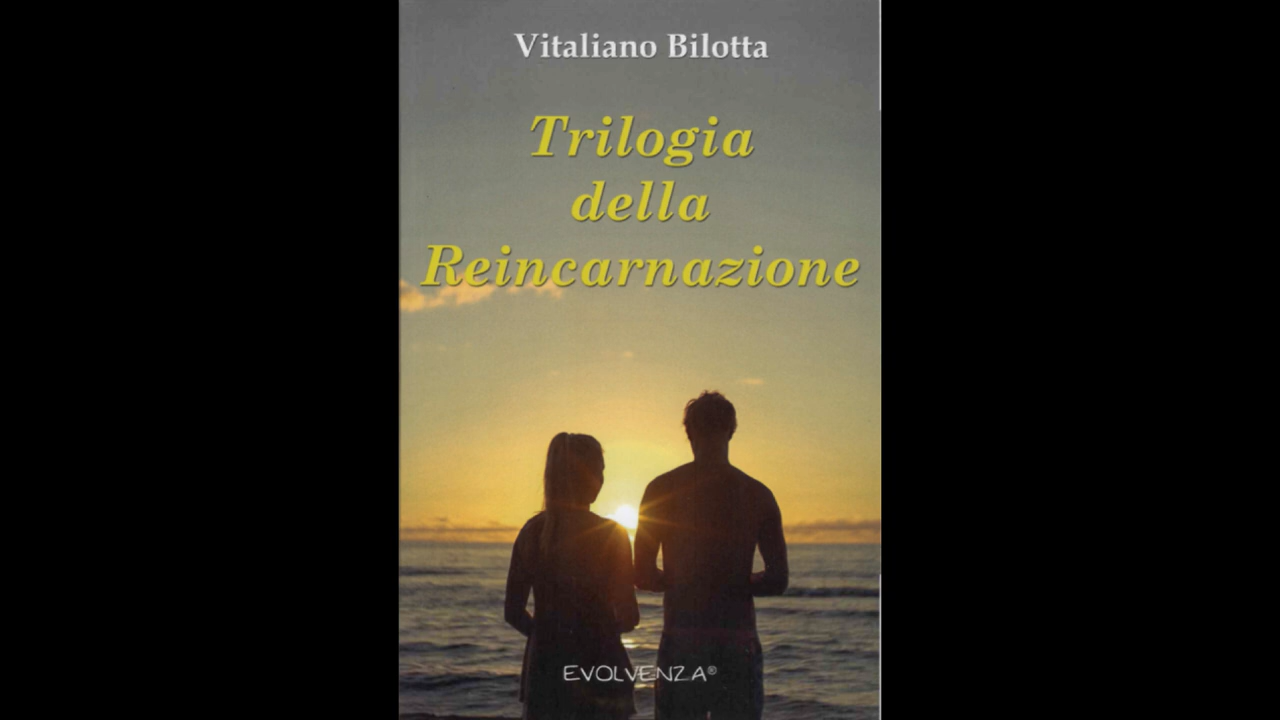 Vitaliano Bilotta
Trilogia
della
Reincarnazione
EVOLVENZA®